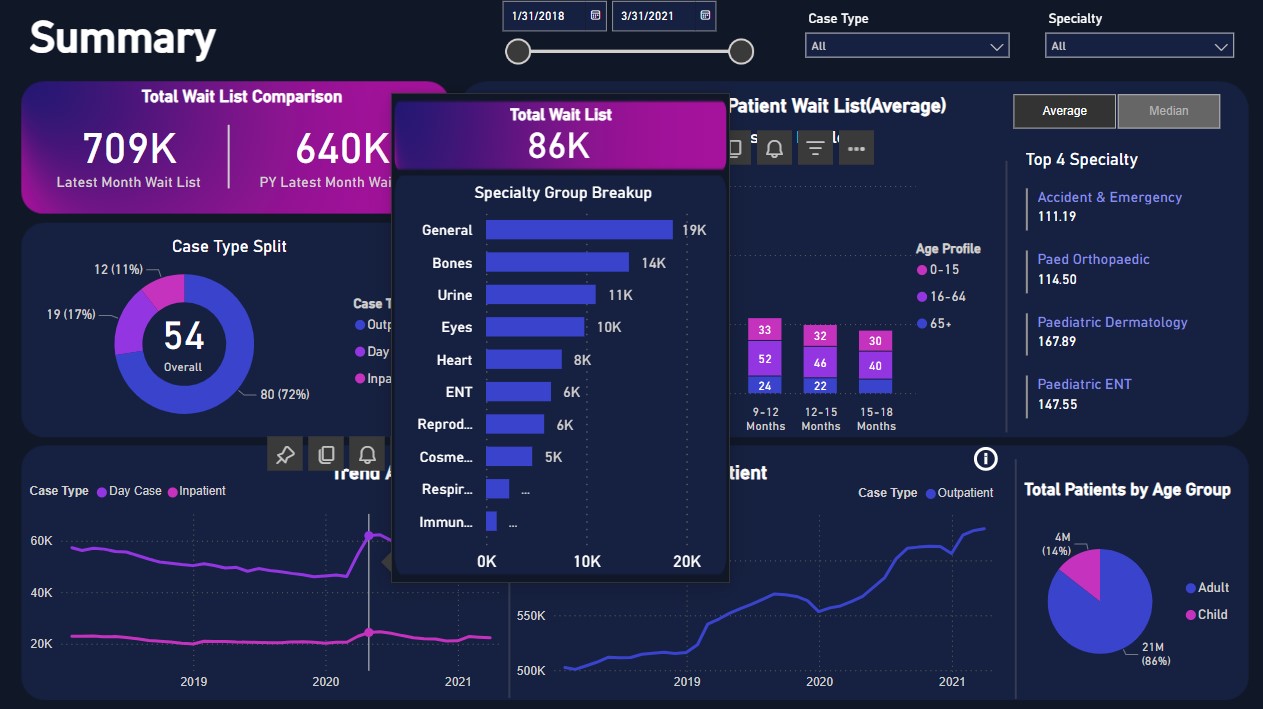 Summary
1/31/2018
3/31/2021
Case Type
All
Specialty
All
Total Wait List Comparison
709K
Latest Month Wait List
640K
PY Latest Month Wai
Total Wait List
86K
Specialty Group Breakup
General 19K
Bones 14K
Urine 11K
Eyes 10K
Heart 8K
ENT 6K
Reprod... 6K
Cosme... 5K
Respir... ...
Immun... ...
0K 10K 20K
Patient Wait List(Average)
Average
Median
Top 4 Specialty
Accident & Emergency
111.19
Paed Orthopaedic
114.50
Paediatric Dermatology
167.89
Paediatric ENT
147.55
Age Profile
0-15
16-64
65+
33 32 30
52 46 40
24 22
9-12 12-15 15-18
Months Months Months
Case Type Split
12 (11%)
19 (17%)
54
Overall
80 (72%)
Case T
Outp
Day
Inpa
Trend A
Case Type Day Case Inpatient
60K
40K
20K
2019 2020 2021
tient
Case Type Outpatient
550K
500K
2019 2020 2021
Total Patients by Age Group
4M
(14%)
Adult
Child
21M
(86%)